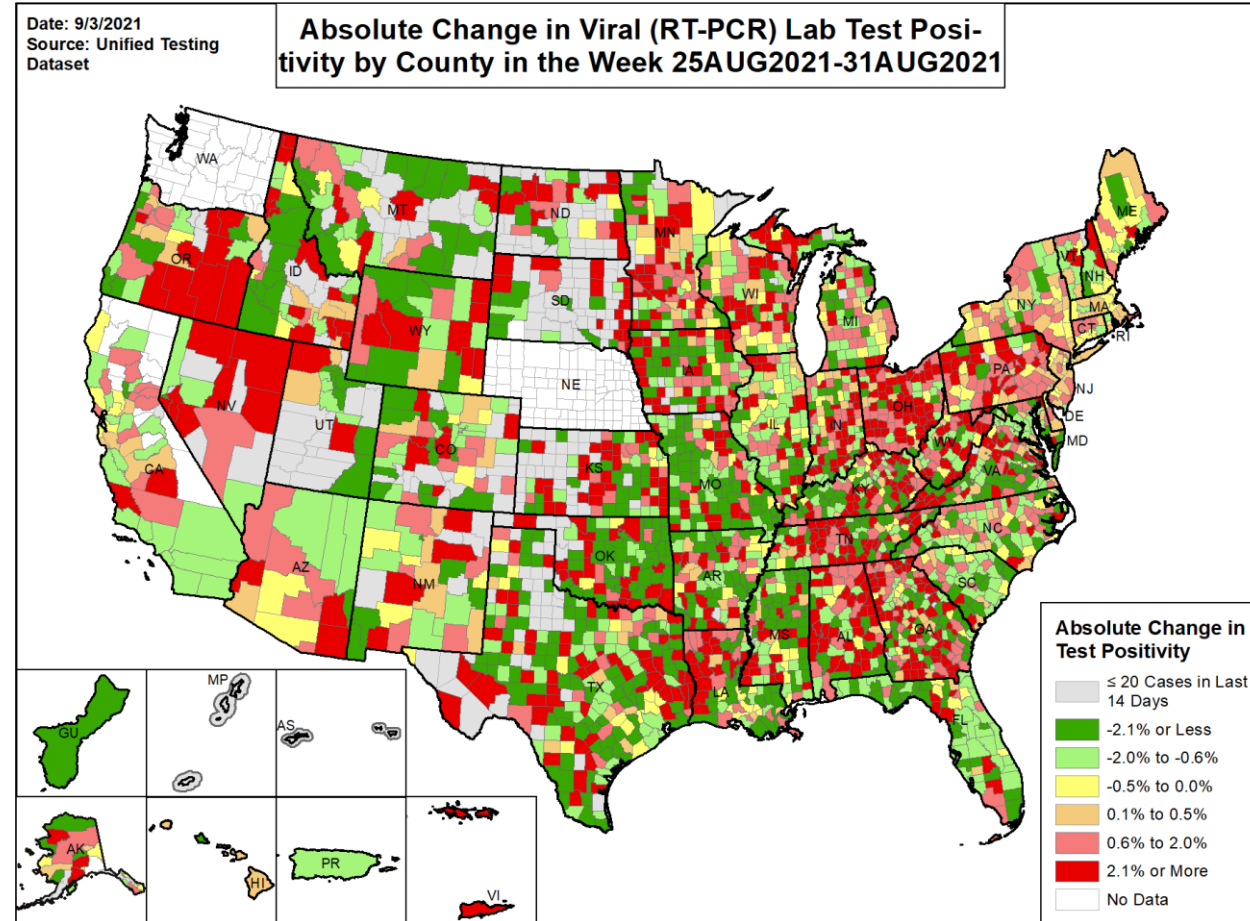 Date: 9/3/2021
Source: Unified Testing
Dataset
Absolute Change in Viral (RT-PCR) Lab Test Posi-
tivity by County in the Week 25AUG2021-31AUG2021
WA
MT
ND
MN
ME
OR
ID
SD
WI
VT
NH
NY
MA
CT
RI
WY
MI
IA
PA
NJ
NE
NV
UT
IL
IN
OH
DE
MD
CA
CO
KS
MO
WV
VA
KY
AZ
NM
OK
AR
TN
NC
SC
MS
AL
GA
TX
LA
FL
GU
MP
AS
AK
HI
PR
VI
Absolute Change in
Test Positivity
≤ 20 Cases in Last
14 Days
-2.1% or Less
-2.0% to -0.6%
-0.5% to 0.0%
0.1% to 0.5%
0.6% to 2.0%
2.1% or More
No Data